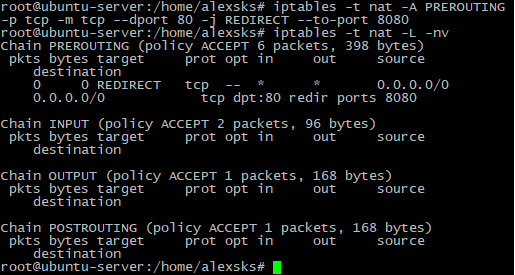 root@ubuntu-server:/home/alexsks# iptables -t nat -A PREROUTING
-p tcp -m tcp --dport 80 -j REDIRECT --to-port 8080
root@ubuntu-server:/home/alexsks# iptables -t nat -L -nv
Chain PREROUTING (policy ACCEPT 6 packets, 398 bytes)
pkts bytes target prot opt in out source
destination
0 0 REDIRECT tcp -- * * 0.0.0.0/0
0.0.0.0/0 tcp dpt:80 redir ports 8080
Chain INPUT (policy ACCEPT 2 packets, 96 bytes)
pkts bytes target prot opt in out source
destination
Chain OUTPUT (policy ACCEPT 1 packets, 168 bytes)
pkts bytes target prot opt in out source
destination
Chain POSTROUTING (policy ACCEPT 1 packets, 168 bytes)
pkts bytes target prot opt in out source
destination
root@ubuntu-server:/home/alexsks#